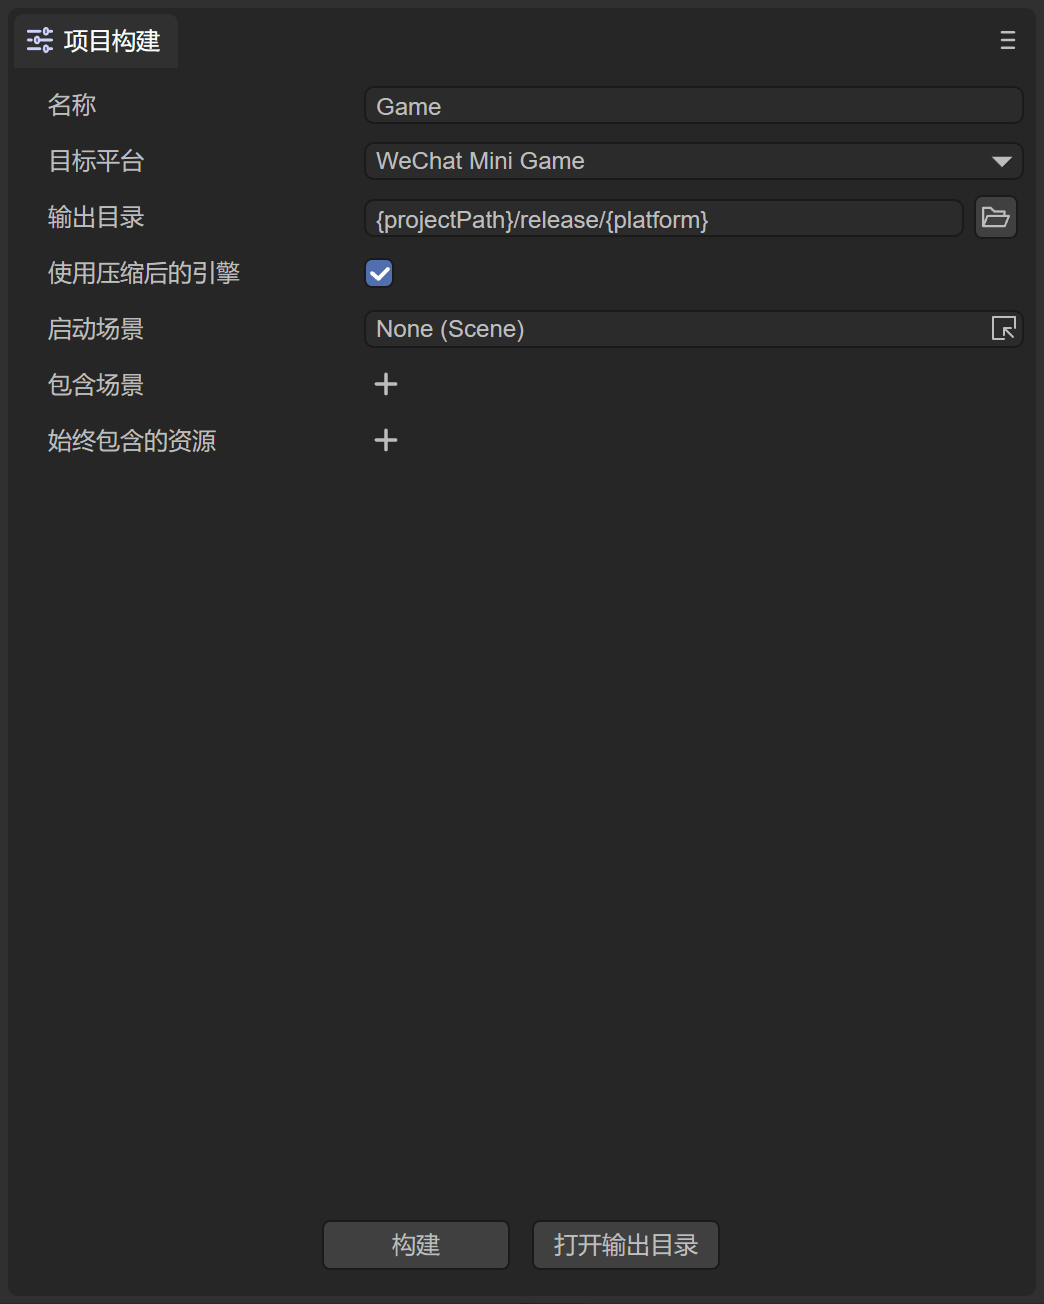 项目构建
名称 Game
目标平台 WeChat Mini Game
输出目录 {projectPath}/release/{platform}
使用压缩后的引擎
启动场景 None (Scene)
包含场景
始终包含的资源
构建 打开输出目录